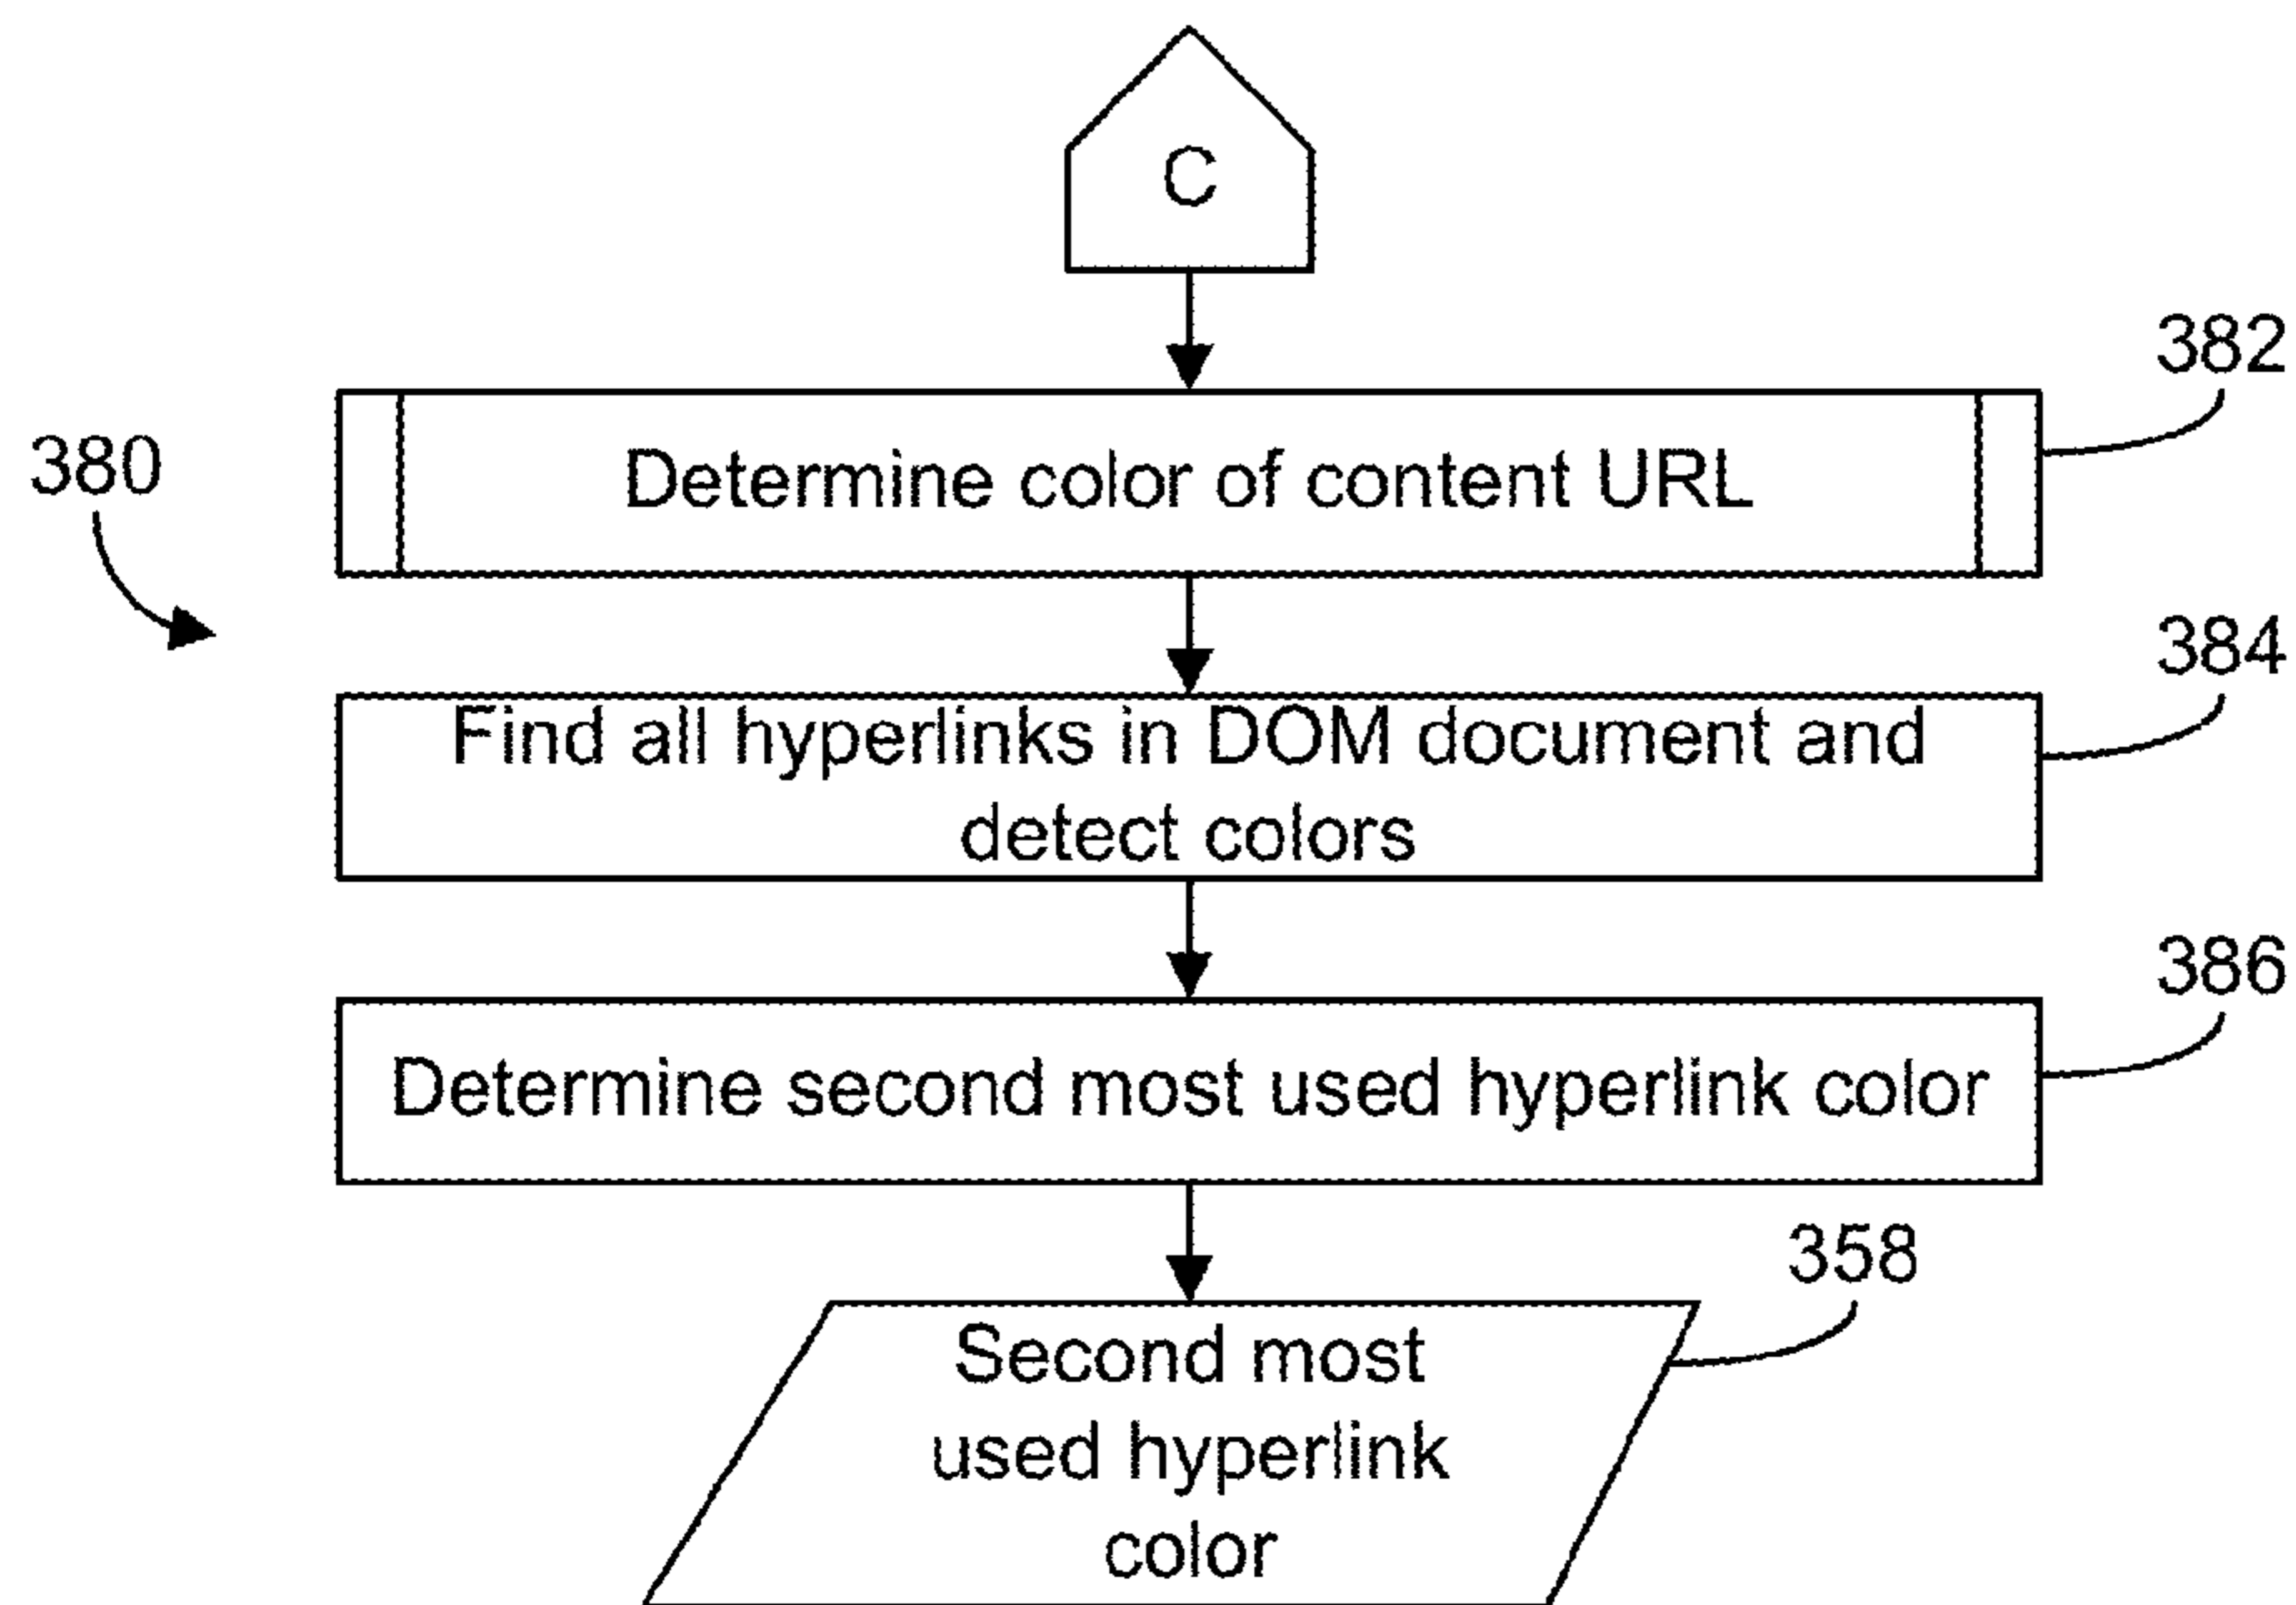 C
382
380
Determine color of content URL
384
Find all hyperlinks in DOM document and
detect colors
386
Determine second most used hyperlink color
358
Second most
used hyperlink
color